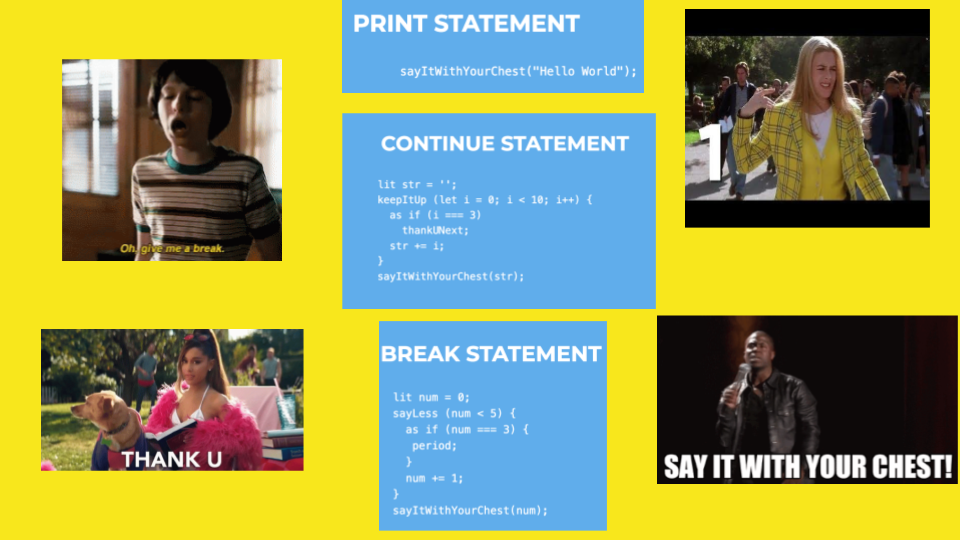 PRINT STATEMENT
sayItWithYourChest("Hello World");
CONTINUE STATEMENT
lit str = '';
keepItUp (let i = 0; i < 10; i++) {
as if (i === 3)
thankUNext;
str += i;
}
sayItWithYourChest(str);
BREAK STATEMENT
lit num = 0;
sayLess (num < 5) {
as if (num === 3) {
period;
}
num += 1;
}
sayItWithYourChest(num);
Oh, give me a break.
THANK U
1
SAY IT WITH YOUR CHEST!